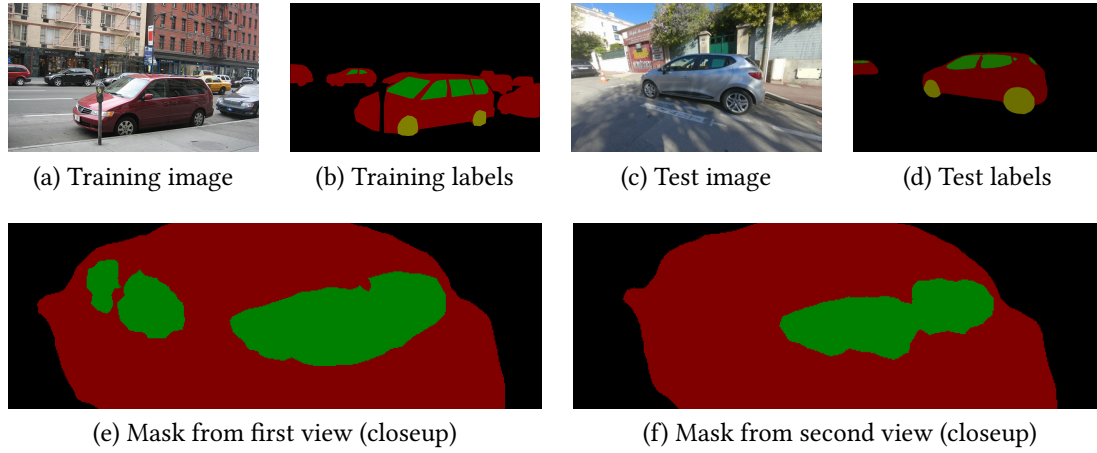 (a) Training image
(b) Training labels
(c) Test image
(d) Test labels
(e) Mask from first view (closeup)
(f) Mask from second view (closeup)